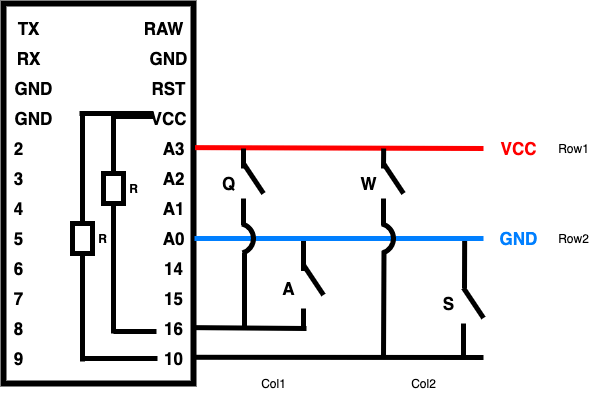 TX RAW
RX GND
GND RST
GND VCC
2 A3 VCC Row1
3 A2
R
Q W
4 A1
5 R A0 GND Row2
6 14
A
7 15
S
8 16
9 10
Col1 Col2